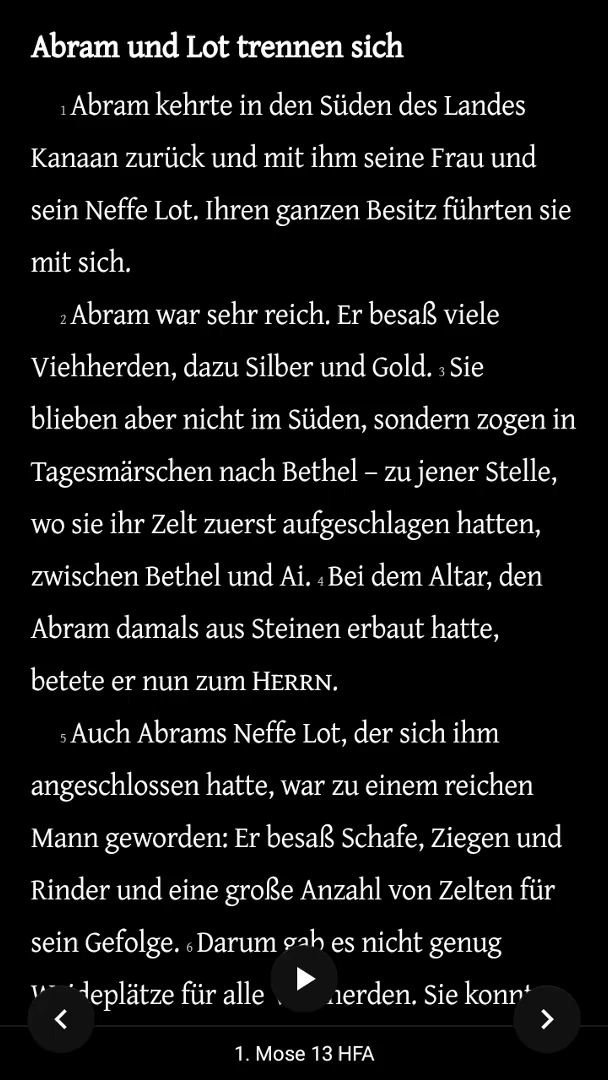 Abram und Lot trennen sich
1 Abram kehrte in den Süden des Landes
Kanaan zurück und mit ihm seine Frau und
sein Neffe Lot. Ihren ganzen Besitz führten sie
mit sich.
2 Abram war sehr reich. Er besaß viele
Viehherden, dazu Silber und Gold. 3 Sie
blieben aber nicht im Süden, sondern zogen in
Tagesmärschen nach Bethel – zu jener Stelle,
wo sie ihr Zelt zuerst aufgeschlagen hatten,
zwischen Bethel und Ai. 4 Bei dem Altar, den
Abram damals aus Steinen erbaut hatte,
betete er nun zum HERRN.
5 Auch Abrams Neffe Lot, der sich ihm
angeschlossen hatte, war zu einem reichen
Mann geworden: Er besaß Schafe, Ziegen und
Rinder und eine große Anzahl von Zelten für
sein Gefolge. 6 Darum gab es nicht genug
für alle Sie
1. Mose 13 HFA